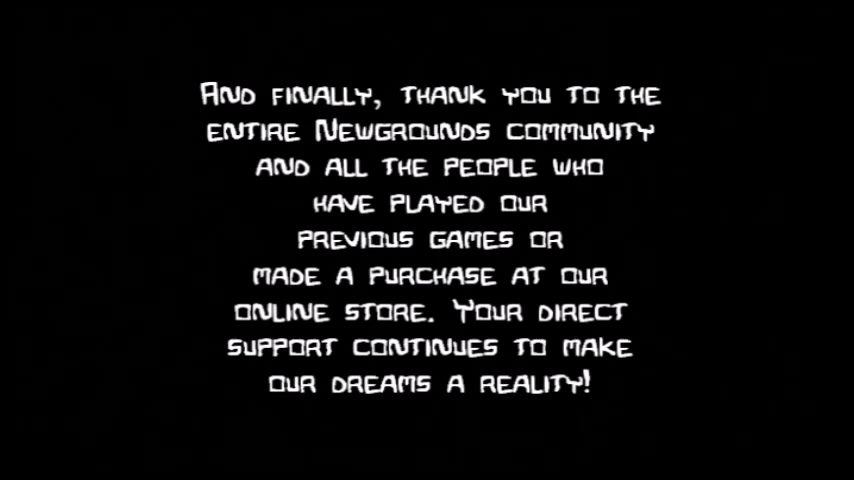 And finally, thank you to the
entire Newgrounds community
and all the people who
have played our
previous games or
made a purchase at our
online store. Your direct
support continues to make
our dreams a reality!